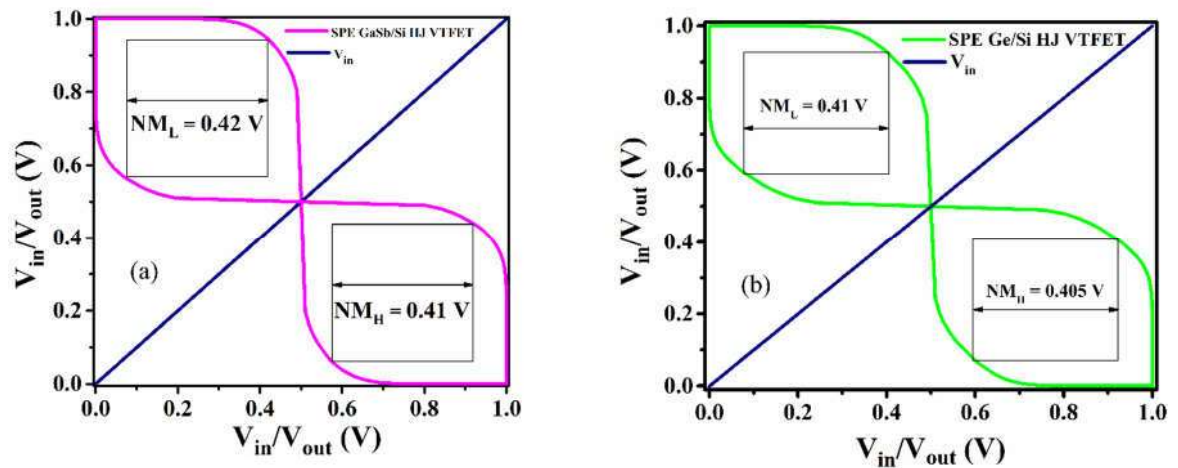 SPE GaSb/Si HJ VTFET
V_in
NM_L = 0.42 V
NM_H = 0.41 V
(a)
V_in/V_out (V)
1.0
0.8
0.6
0.4
0.2
0.0
0.0 0.2 0.4 0.6 0.8 1.0
V_in/V_out (V)
SPE Ge/Si HJ VTFET
V_in
NM_L = 0.41 V
NM_H = 0.405 V
(b)
V_in/V_out (V)
1.0
0.8
0.6
0.4
0.2
0.0
0.0 0.2 0.4 0.6 0.8 1.0
V_in/V_out (V)